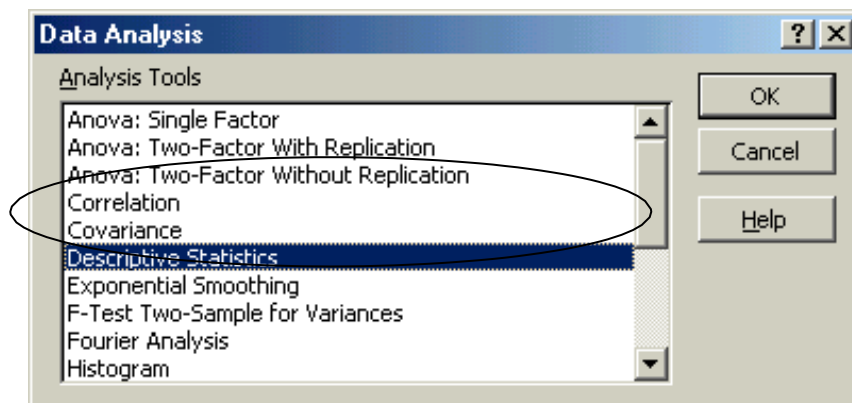 Data Analysis
Analysis Tools
Anova: Single Factor
Anova: Two-Factor With Replication
Anova: Two-Factor Without Replication
Correlation
Covariance
Descriptive Statistics
Exponential Smoothing
F-Test Two-Sample for Variances
Fourier Analysis
Histogram
OK
Cancel
Help